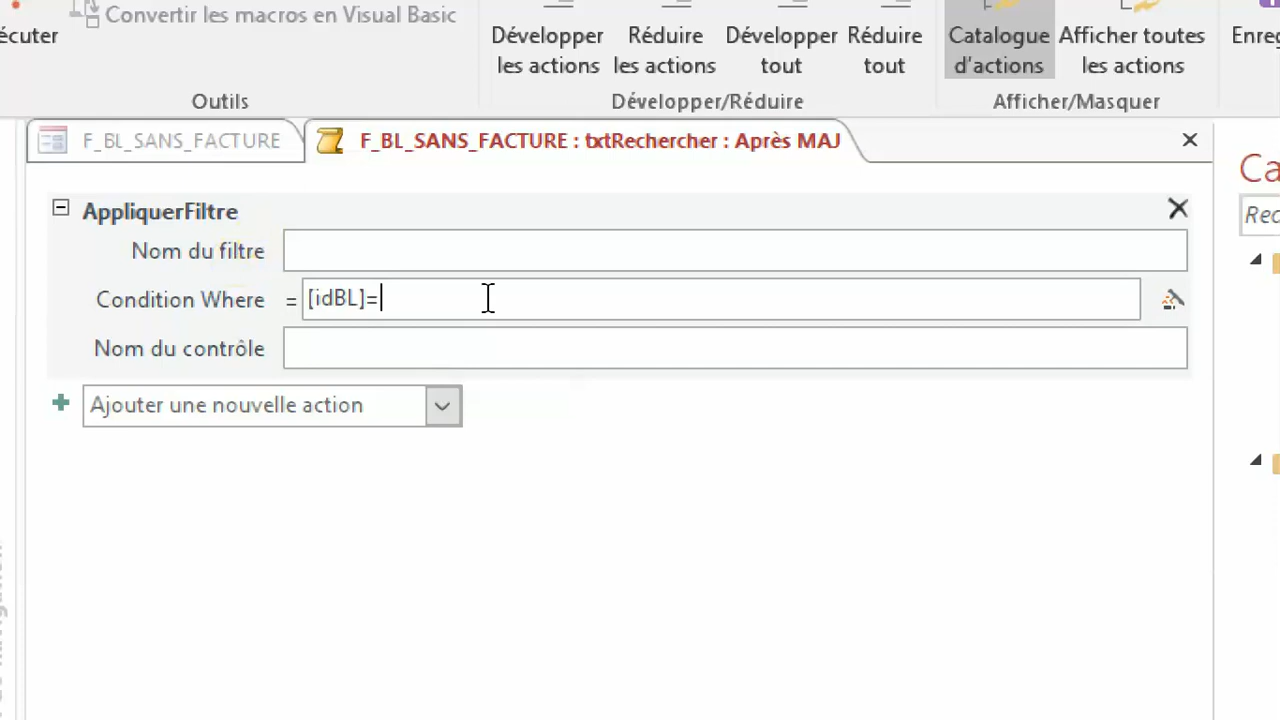 Convertir les macros en Visual Basic
écuter
Développer les actions
Réduire les actions
Développer tout
Réduire tout
Catalogue d'actions
Afficher toutes les actions
Outils
Développer/Réduire
Afficher/Masquer
F_BL_SANS_FACTURE
F_BL_SANS_FACTURE : txtRechercher : Après MAJ
AppliquerFiltre
Nom du filtre
Condition Where = [idBL]=
Nom du contrôle
Ajouter une nouvelle action
Ca
Rec